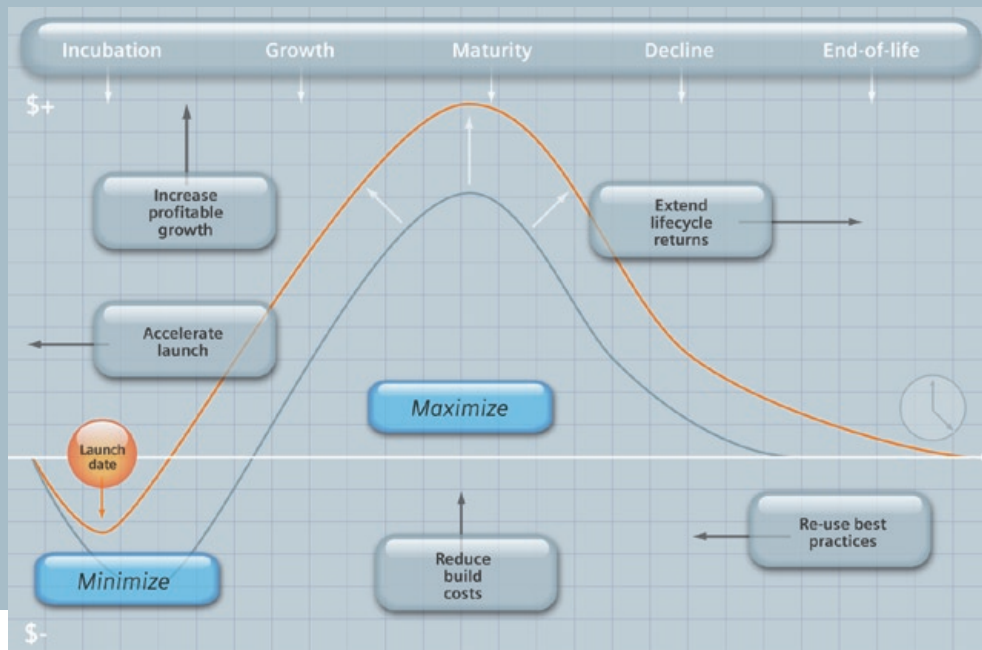 Incubation Growth Maturity Decline End-of-life
$+
Increase
profitable
growth
Extend
lifecycle
returns
Accelerate
launch
Maximize
Launch
date
Re-use best
practices
Reduce
build
costs
Minimize
$-